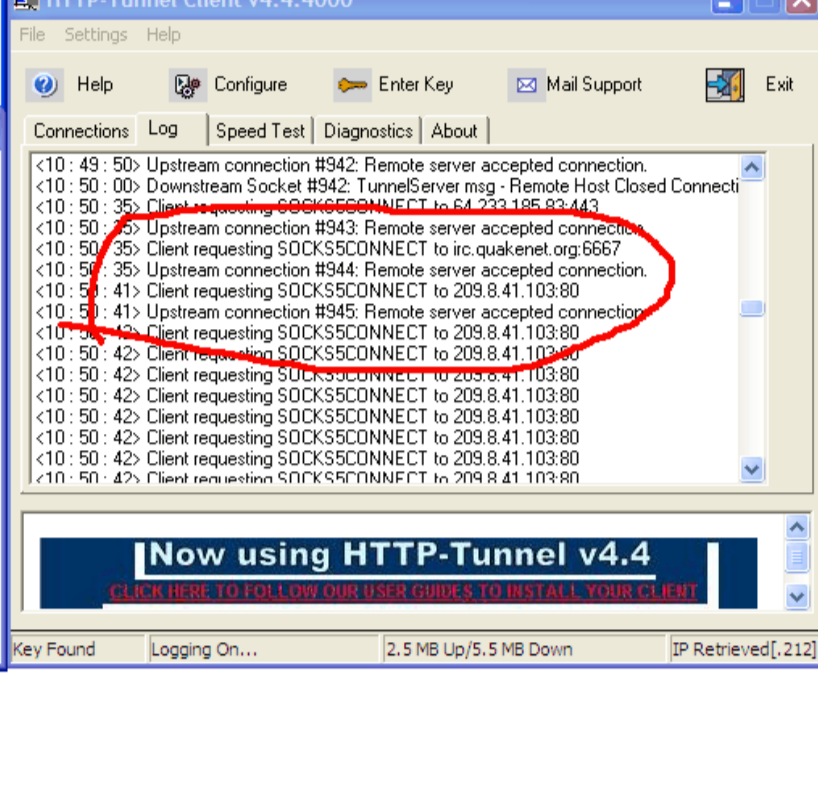 HTTP-Tunnel Client v4.4.4000
File Settings Help
Help Configure Enter Key Mail Support Exit
Connections Log Speed Test Diagnostics About
<10 : 49 : 50> Upstream connection #942: Remote server accepted connection.
<10 : 50 : 00> Downstream Socket #942: TunnelServer msg - Remote Host Closed Connecti
<10 : 50 : 35> Client requesting SOCKS5CONNECT to 64.233.185.83:443
<10 : 50 : 35> Upstream connection #943: Remote server accepted connection.
<10 : 50 : 35> Client requesting SOCKS5CONNECT to irc.quakenet.org:6667
<10 : 50 : 35> Upstream connection #944: Remote server accepted connection.
<10 : 50 : 41> Client requesting SOCKS5CONNECT to 209.8.41.103:80
<10 : 50 : 41> Upstream connection #945: Remote server accepted connection.
<10 : 50 : 42> Client requesting SOCKS5CONNECT to 209.8.41.103:80
<10 : 50 : 42> Client requesting SOCKS5CONNECT to 209.8.41.103:80
<10 : 50 : 42> Client requesting SOCKS5CONNECT to 209.8.41.103:80
<10 : 50 : 42> Client requesting SOCKS5CONNECT to 209.8.41.103:80
<10 : 50 : 42> Client requesting SOCKS5CONNECT to 209.8.41.103:80
<10 : 50 : 42> Client requesting SOCKS5CONNECT to 209.8.41.103:80
<10 : 50 : 42> Client requesting SOCKS5CONNECT to 209.8.41.103:80
<10 : 50 : 42> Client requesting SOCKS5CONNECT to 209.8.41.103:80
Now using HTTP-Tunnel v4.4
CLICK HERE TO FOLLOW OUR USER GUIDES TO INSTALL YOUR CLIENT
Key Found Logging On... 2.5 MB Up/5.5 MB Down IP Retrieved[.212]